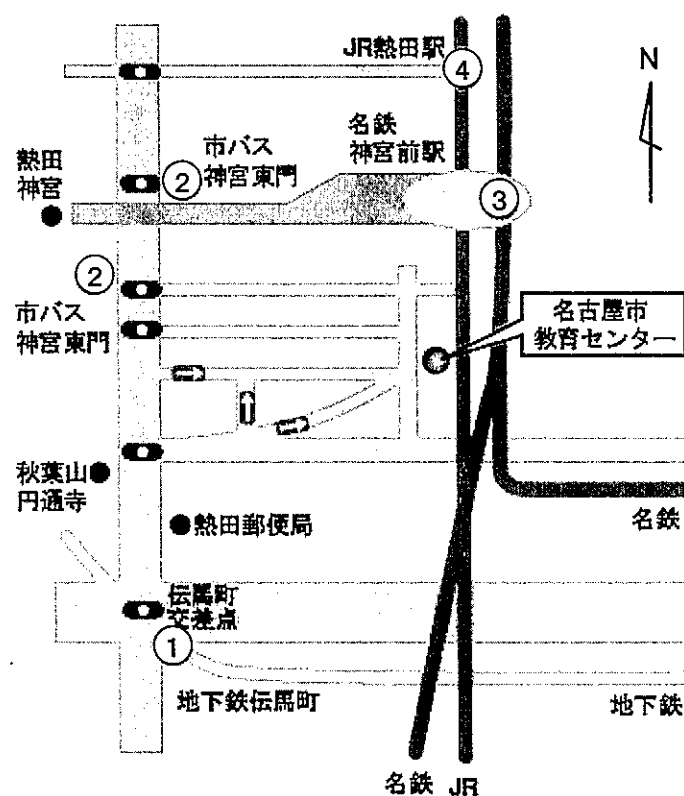 JR熱田駅
④
N
市バス
神宮東門
②
名鉄
神宮前駅
熱田
神宮
③
②
市バス
神宮東門
名古屋市
教育センター
秋葉山
円通寺
名鉄
熱田郵便局
伝馬町
交差点
①
地下鉄伝馬町
地下鉄
名鉄
JR